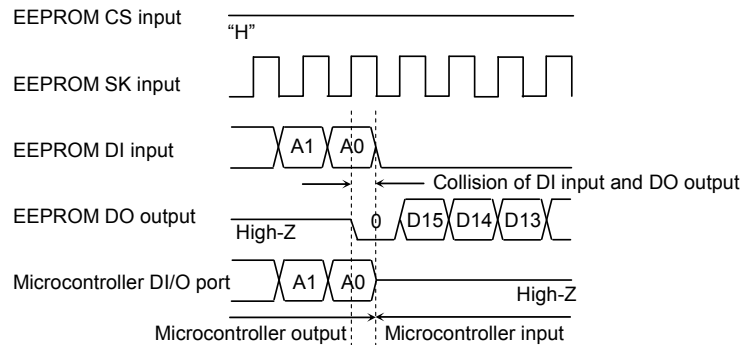 EEPROM CS input
“H”
EEPROM SK input
EEPROM DI input
A1 A0
Collision of DI input and DO output
EEPROM DO output
High-Z
0 D15 D14 D13
Microcontroller DI/O port
A1 A0
High-Z
Microcontroller output Microcontroller input